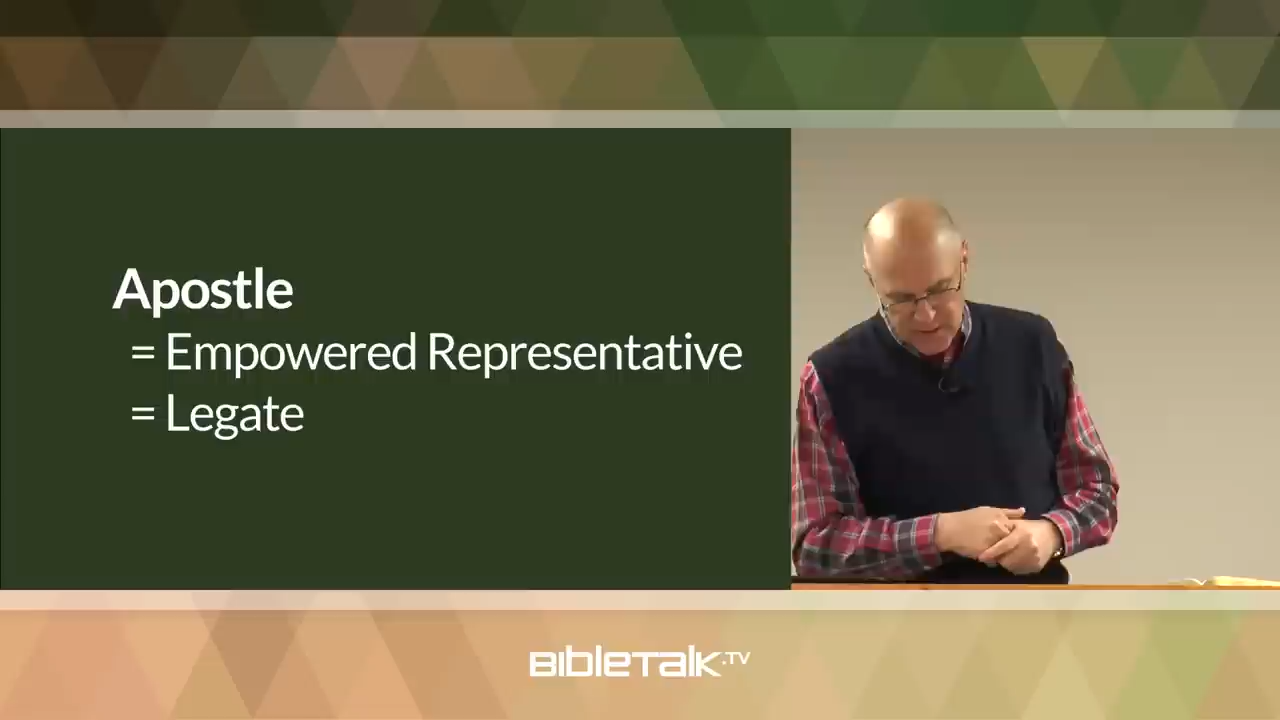 Apostle
= Empowered Representative
= Legate
BIBLETALK.TV